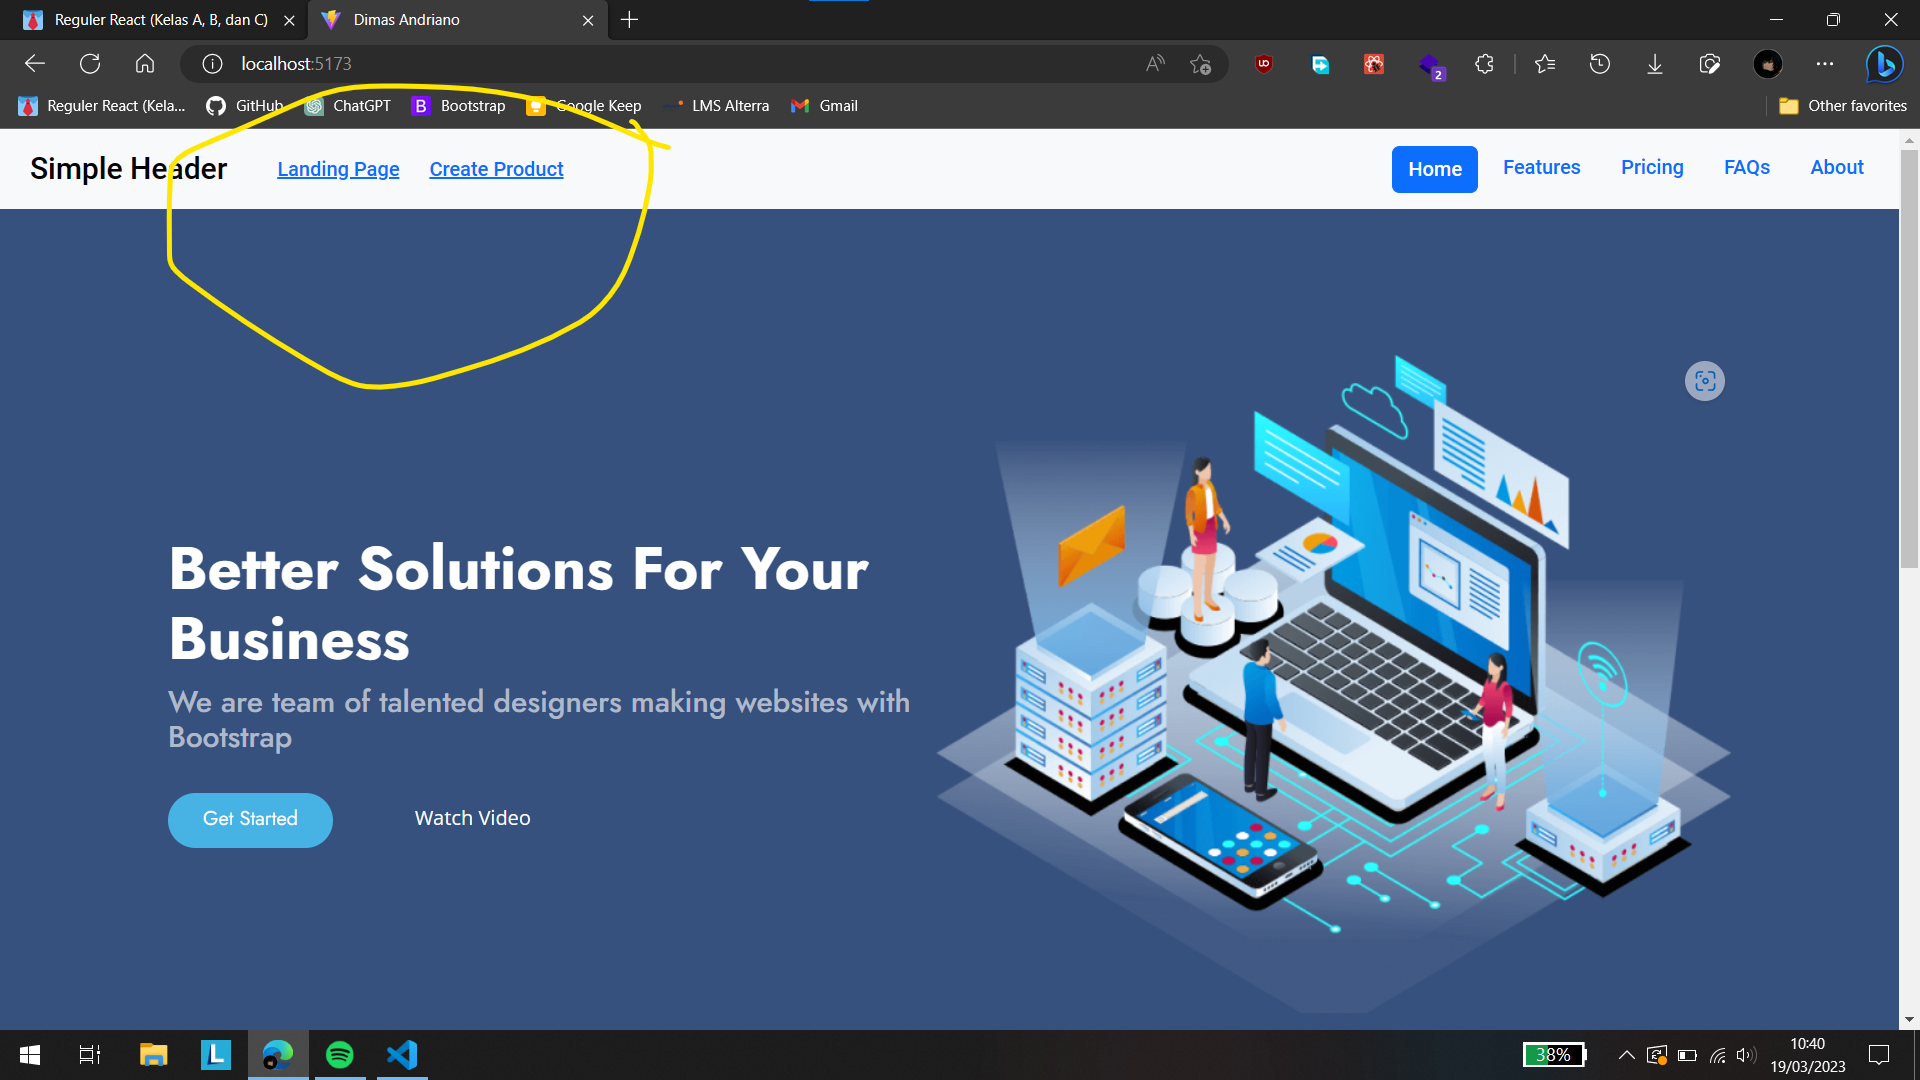 Reguler React (Kelas A, B, dan C)
Dimas Andriano
localhost:5173
Reguler React (Kela...
GitHub
ChatGPT
B Bootstrap
Google Keep
LMS Alterra
Gmail
Other favorites
Simple Header
Landing Page
Create Product
Home
Features
Pricing
FAQs
About
Better Solutions For Your
Business
We are team of talented designers making websites with
Bootstrap
Get Started
Watch Video
38%
10:40
19/03/2023